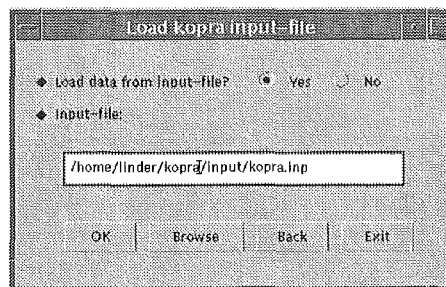 Load kopra input-file
Load data from input-file? Yes No
Input-file:
/home/linder/kopra/input/kopra.inp
OK Browse Back Exit